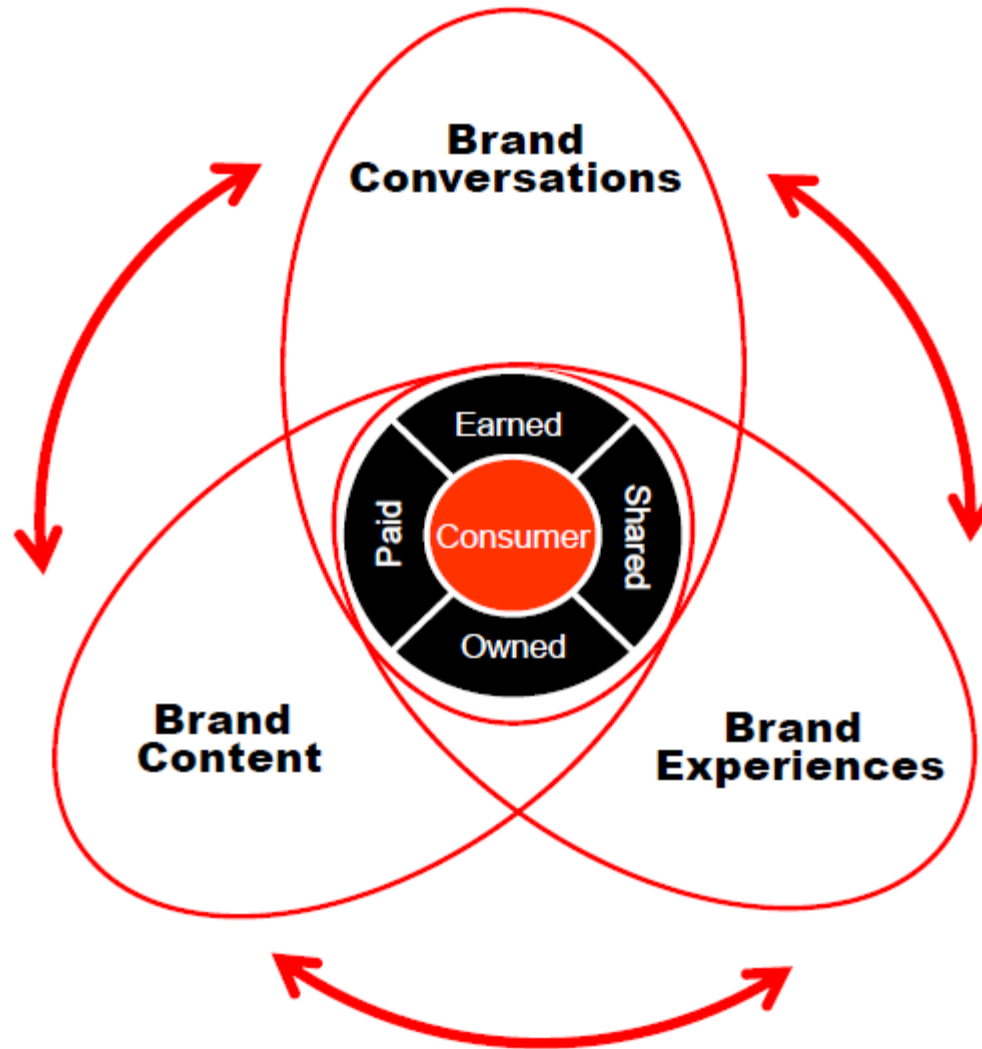 Brand
Conversations
Earned
Paid
Consumer
Shared
Owned
Brand
Content
Brand
Experiences